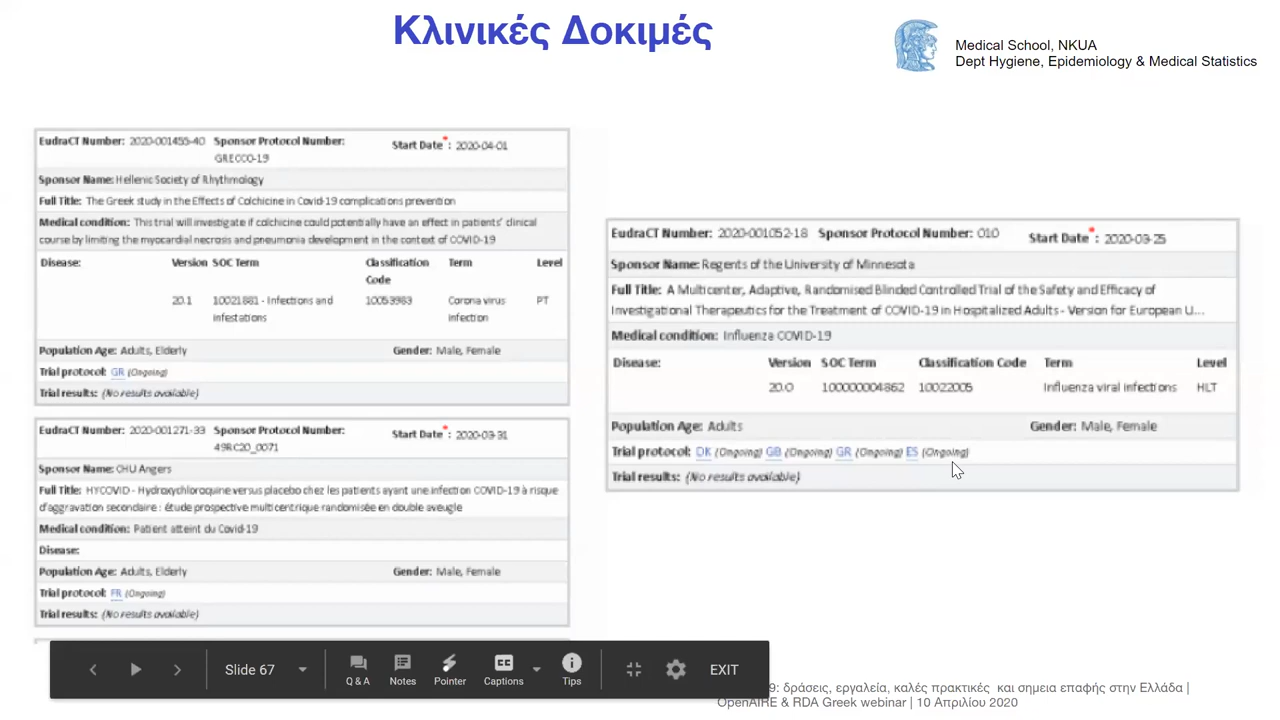 Κλινικές Δοκιμές
Medical School, NKUA
Dept Hygiene, Epidemiology & Medical Statistics
EudraCT Number: 2020-001455-40 Sponsor Protocol Number: Start Date*: 2020-04-01
GRECCO-19
Sponsor Name: Hellenic Society of Rhythmology
Full Title: The Greek study in the Effects of Colchicine in Covid-19 complications prevention
Medical condition: This trial will investigate if colchicine could potentially have an effect in patients' clinical
course by limiting the myocardial necrosis and pneumonia development in the context of COVID-19
Disease: Version SOC Term Classification Term Level
Code
20.1 10021881 - Infections and 10053983 Corona virus PT
infestations infection
Population Age: Adults, Elderly Gender: Male, Female
Trial protocol: GR (Ongoing)
Trial results: (No results available)
EudraCT Number: 2020-001271-33 Sponsor Protocol Number: Start Date*: 2020-03-31
49RC20_0071
Sponsor Name: CHU Angers
Full Title: HYCOVID - Hydroxychloroquine versus placebo chez les patients ayant une infection COVID-19 à risque
d'aggravation secondaire : étude prospective multicentrique randomisée en double aveugle
Medical condition: Patient atteint du Covid-19
Disease:
Population Age: Adults, Elderly Gender: Male, Female
Trial protocol: FR (Ongoing)
Trial results: (No results available)
EudraCT Number: 2020-001052-18 Sponsor Protocol Number: 010 Start Date*: 2020-03-25
Sponsor Name: Regents of the University of Minnesota
Full Title: A Multicenter, Adaptive, Randomised Blinded Controlled Trial of the Safety and Efficacy of
Investigational Therapeutics for the Treatment of COVID-19 in Hospitalized Adults - Version for European U...
Medical condition: Influenza COVID-19
Disease: Version SOC Term Classification Code Term Level
20.0 100000004862 10022005 Influenza viral infections HLT
Population Age: Adults Gender: Male, Female
Trial protocol: DK (Ongoing) GB (Ongoing) GR (Ongoing) ES (Ongoing)
Trial results: (No results available)
Slide 67 Q & A Notes Pointer Captions CC Tips EXIT
9: δράσεις, εργαλεία, καλές πρακτικές και σημεια επαφής στην Ελλάδα |
OpenAIRE & RDA Greek webinar | 10 Απριλίου 2020